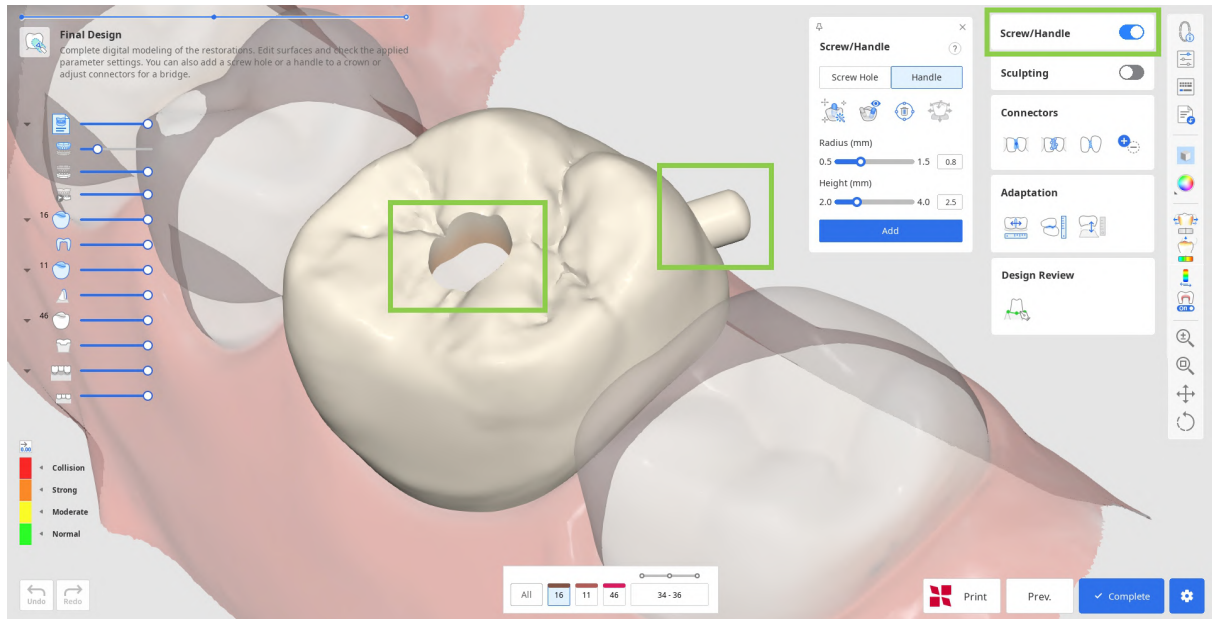 Final Design
Complete digital modeling of the restorations. Edit surfaces and check the applied
parameter settings. You can also add a screw hole or a handle to a crown or
adjust connectors for a bridge.
16
11
46
0.00
Collision
Strong
Moderate
Normal
Undo
Redo
All
16
11
46
34 - 36
Screw/Handle
?
Screw Hole
Handle
Radius (mm)
0.5
1.5
0.8
Height (mm)
2.0
4.0
2.5
Add
Screw/Handle
Sculpting
Connectors
Adaptation
Design Review
ON
Print
Prev.
Complete